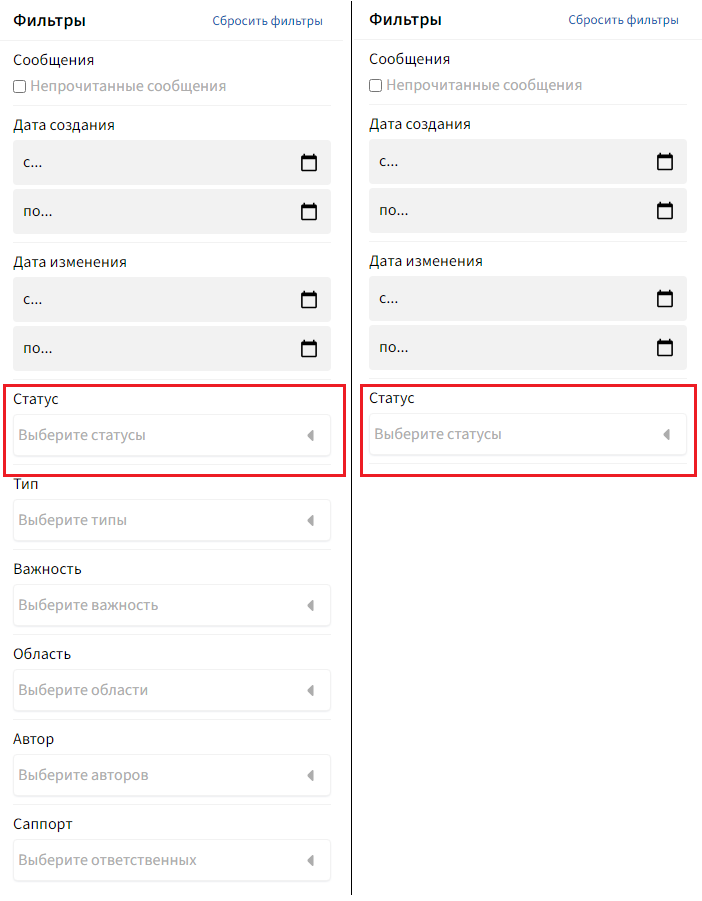 Фильтры
Сбросить фильтры
Сообщения
Непрочитанные сообщения
Дата создания
с...
по...
Дата изменения
с...
по...
Статус
Выберите статусы
Тип
Выберите типы
Важность
Выберите важность
Область
Выберите области
Автор
Выберите авторов
Саппорт
Выберите ответственных
Фильтры
Сбросить фильтры
Сообщения
Непрочитанные сообщения
Дата создания
с...
по...
Дата изменения
с...
по...
Статус
Выберите статусы